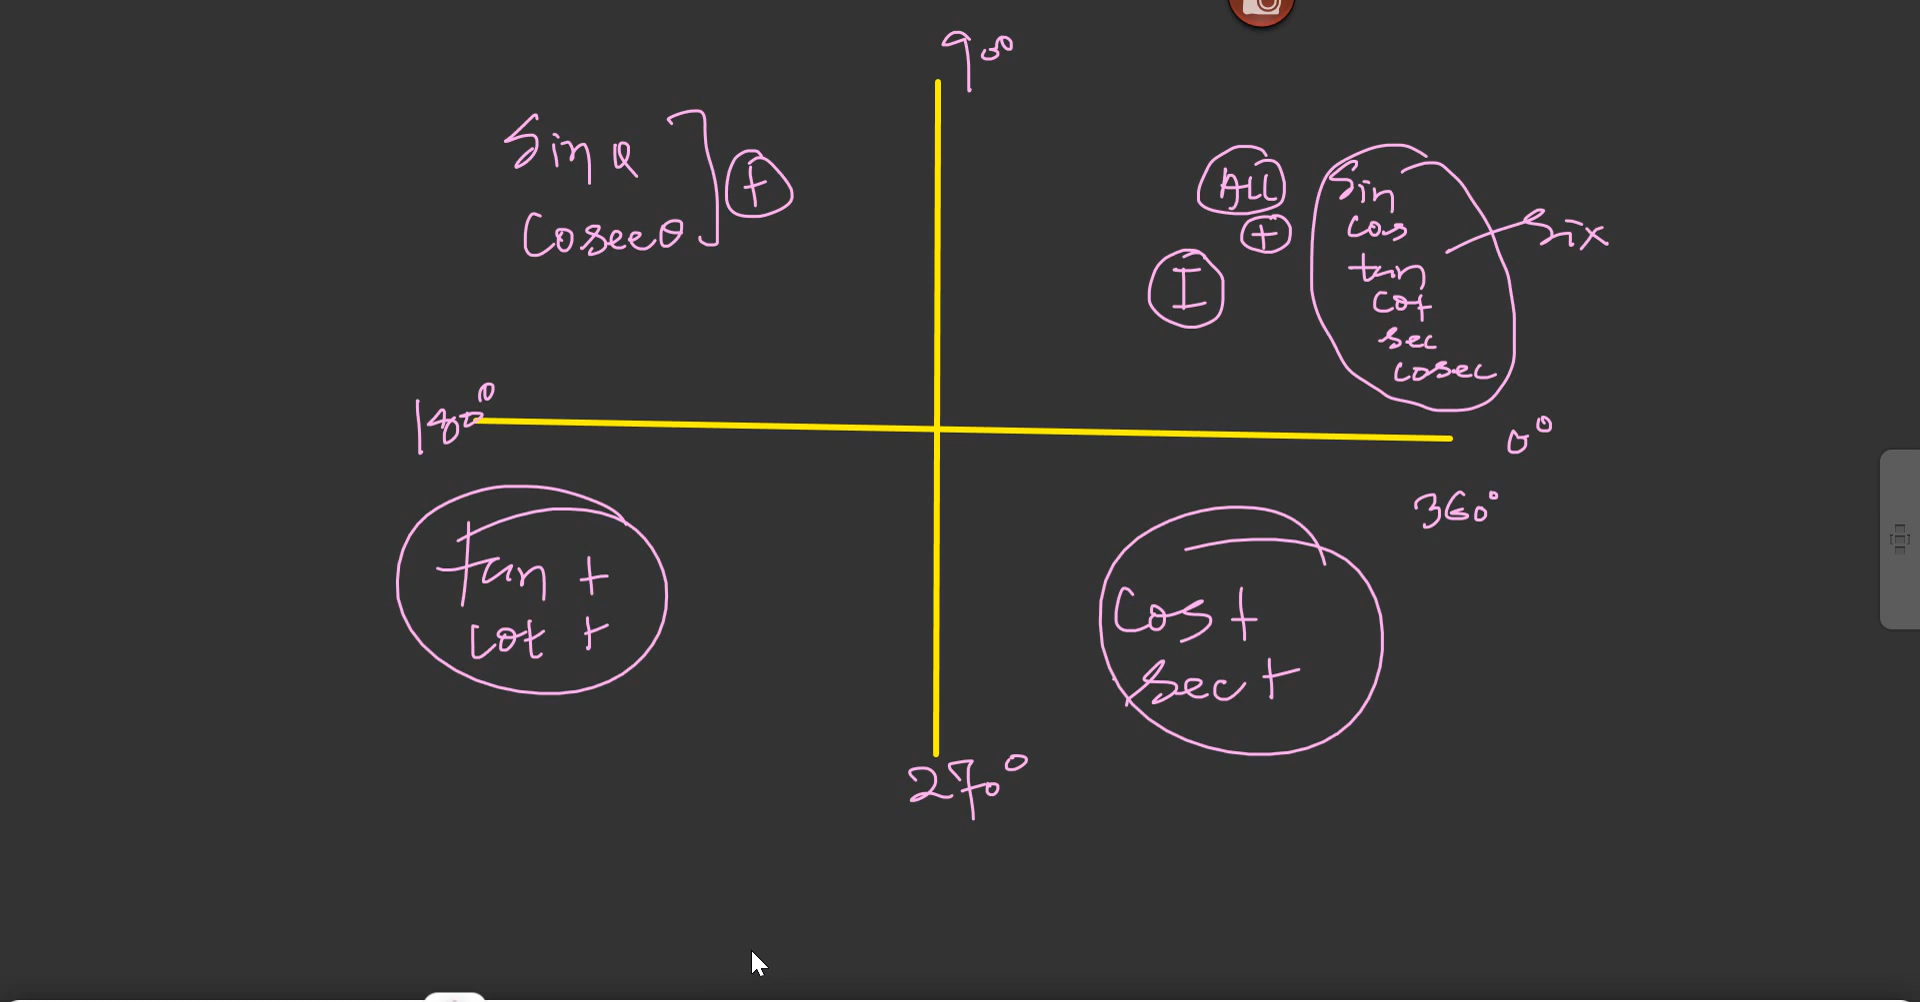 90°
Sin θ
Cosec θ
+
ALL
+
I
Sin
cos
tan
cot
sec
cosec
Six
180°
0°
360°
tan +
cot +
Cos +
sec +
270°